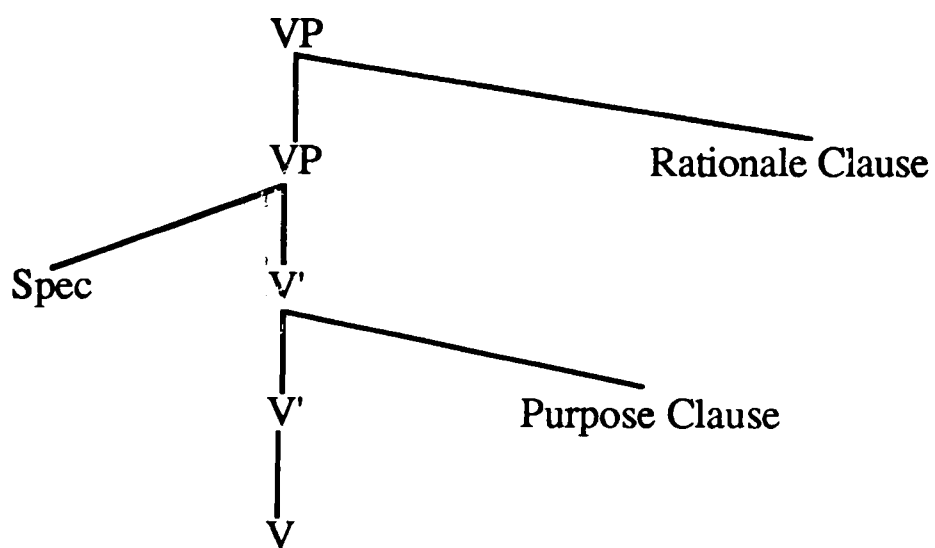 VP
VP
Rationale Clause
Spec
V'
V'
Purpose Clause
V